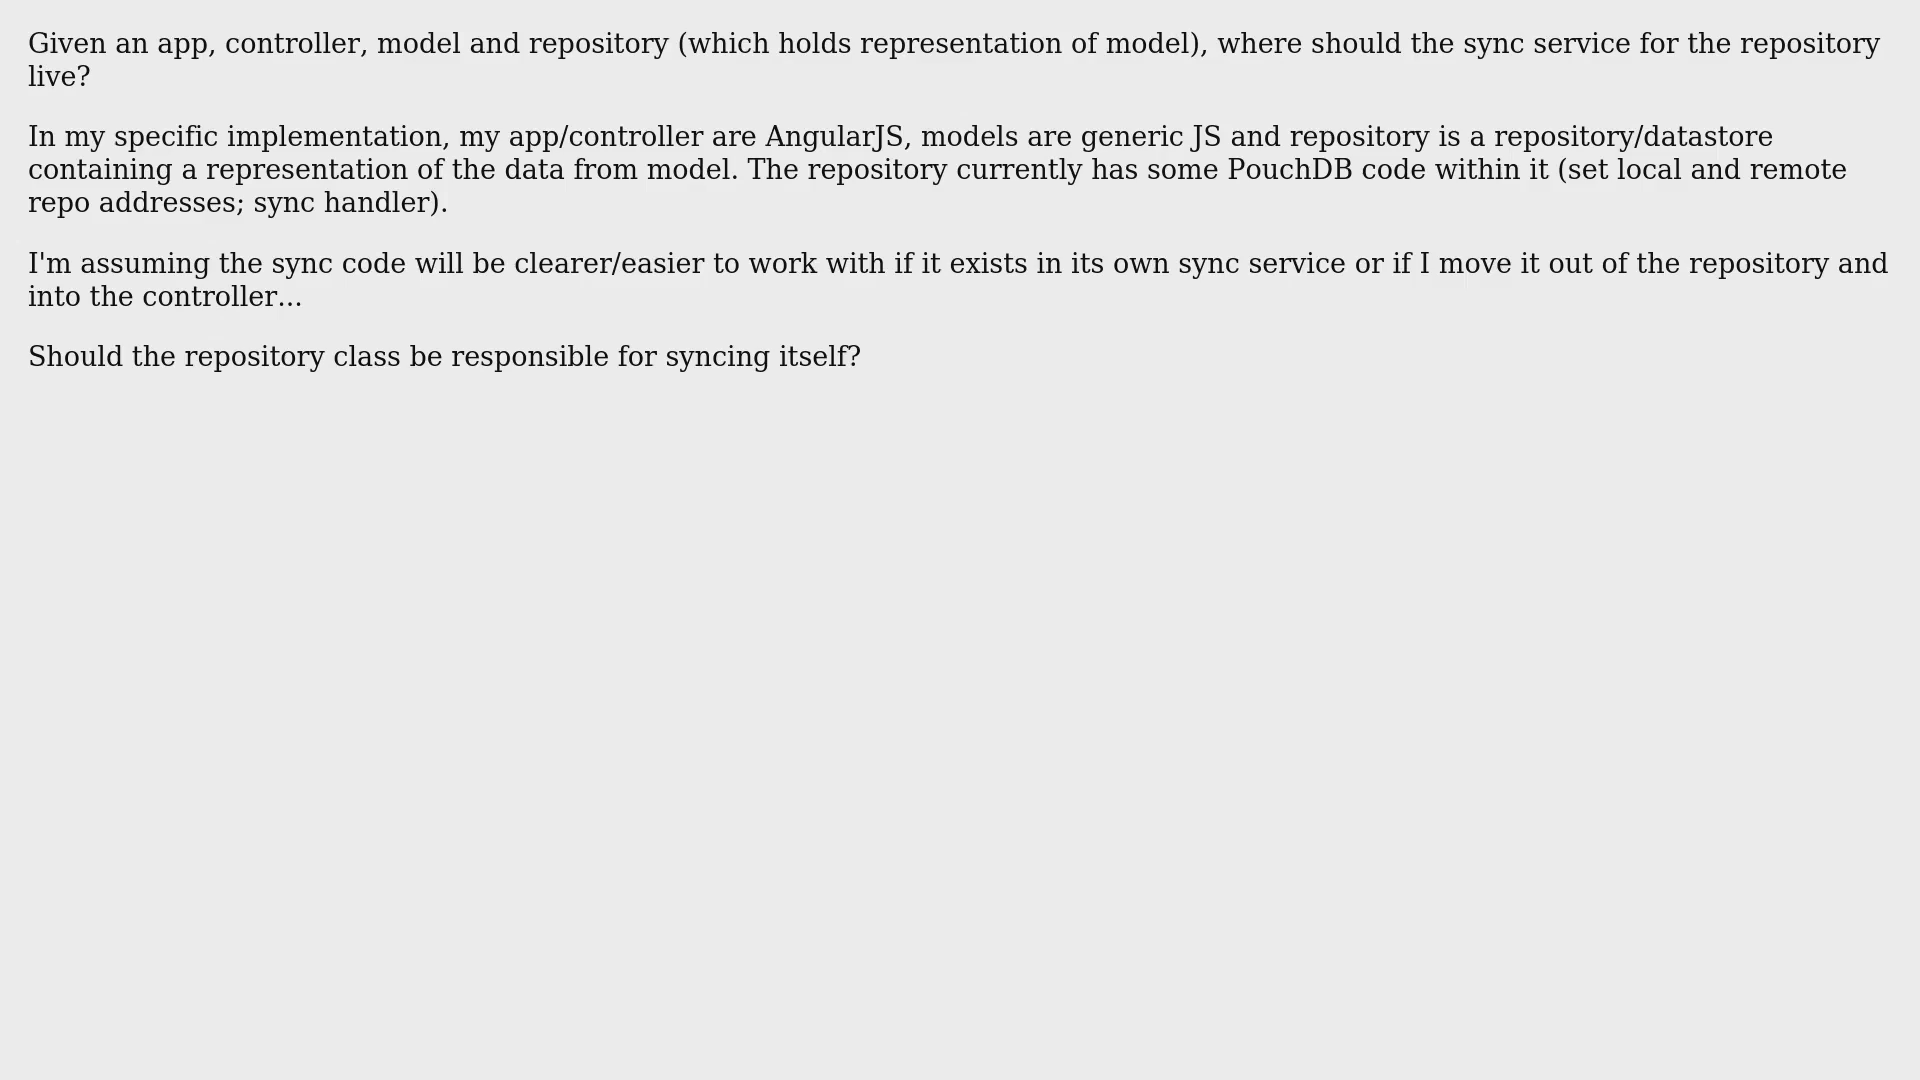 Given an app, controller, model and repository (which holds representation of model), where should the sync service for the repository
live?
In my specific implementation, my app/controller are AngularJS, models are generic JS and repository is a repository/datastore
containing a representation of the data from model. The repository currently has some PouchDB code within it (set local and remote
repo addresses; sync handler).
I'm assuming the sync code will be clearer/easier to work with if it exists in its own sync service or if I move it out of the repository and
into the controller...
Should the repository class be responsible for syncing itself?